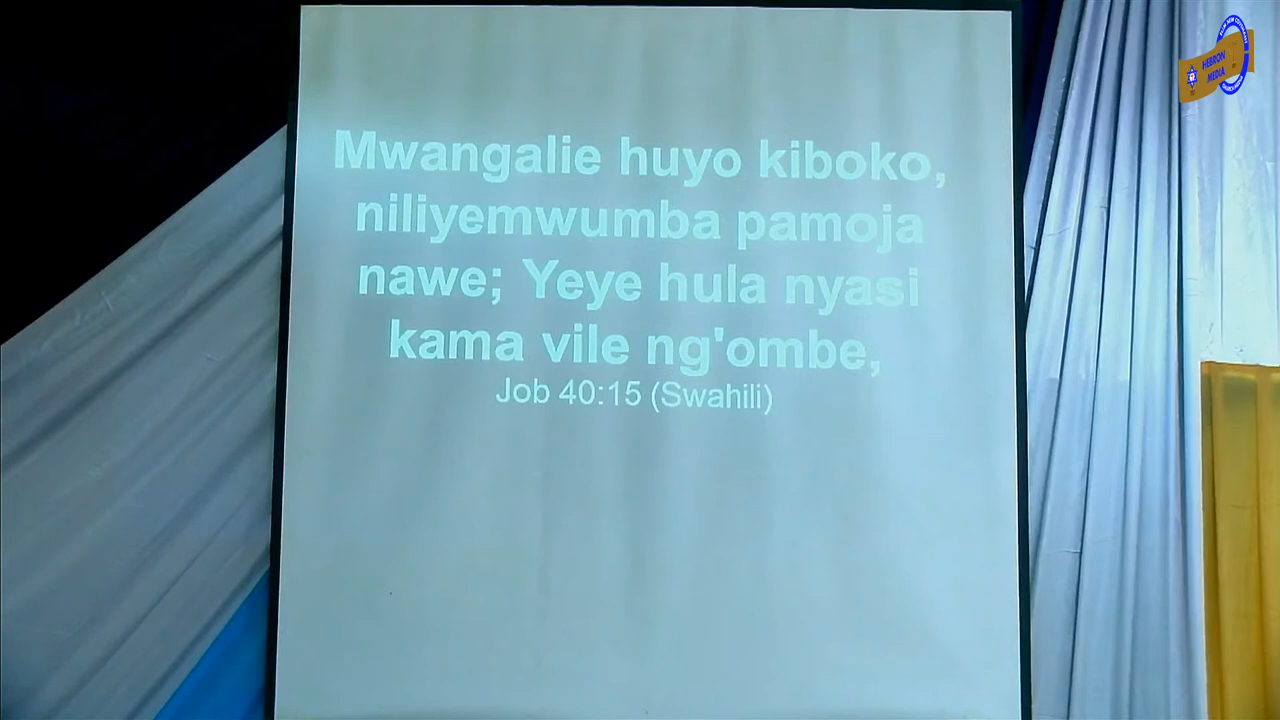 Mwangalie huyo kiboko,
niliyemwumba pamoja
nawe; Yeye hula nyasi
kama vile ng'ombe,
Job 40:15 (Swahili)
HEBRON
MEDIA